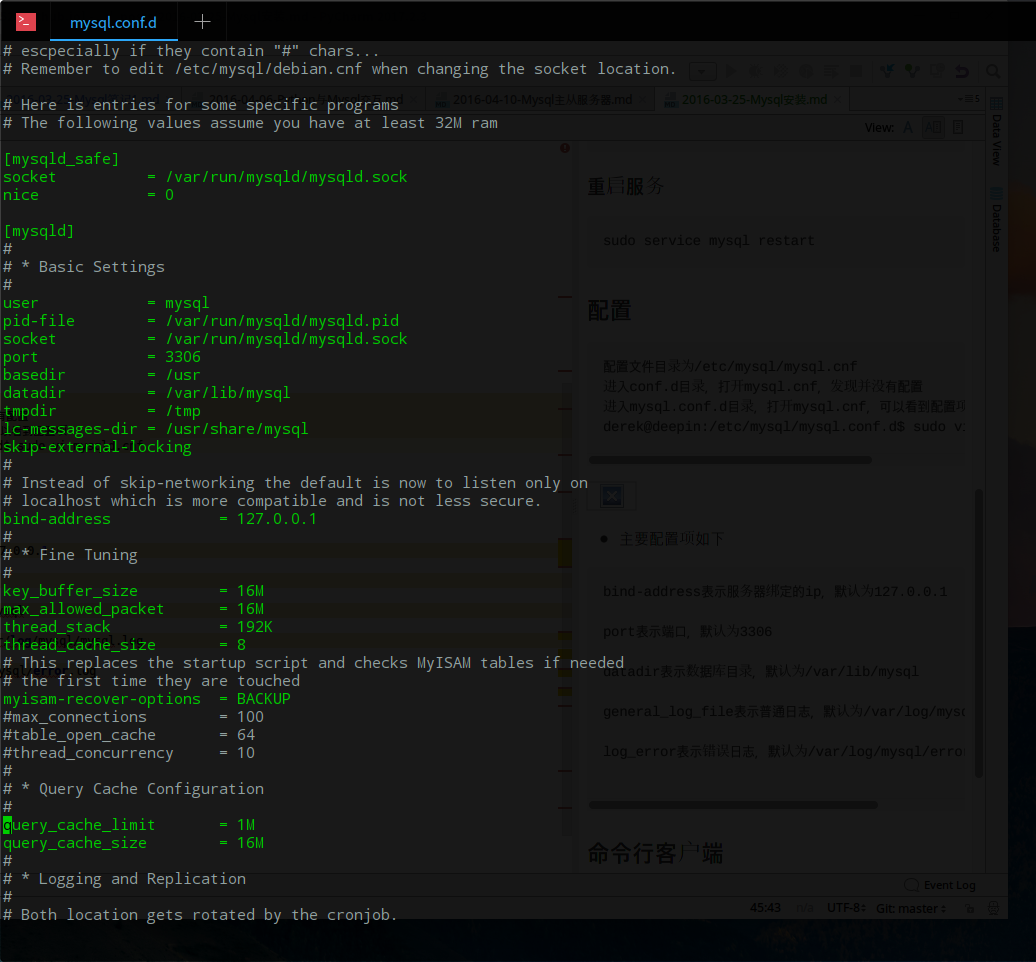 mysql.conf.d
# escpecially if they contain "#" chars...
# Remember to edit /etc/mysql/debian.cnf when changing the socket location.
# Here is entries for some specific programs
# The following values assume you have at least 32M ram
[mysqld_safe]
socket = /var/run/mysqld/mysqld.sock
nice = 0
[mysqld]
#
# * Basic Settings
#
user = mysql
pid-file = /var/run/mysqld/mysqld.pid
socket = /var/run/mysqld/mysqld.sock
port = 3306
basedir = /usr
datadir = /var/lib/mysql
tmpdir = /tmp
lc-messages-dir = /usr/share/mysql
skip-external-locking
#
# Instead of skip-networking the default is now to listen only on
# localhost which is more compatible and is not less secure.
bind-address = 127.0.0.1
#
# * Fine Tuning
#
key_buffer_size = 16M
max_allowed_packet = 16M
thread_stack = 192K
thread_cache_size = 8
# This replaces the startup script and checks MyISAM tables if needed
# the first time they are touched
myisam-recover-options = BACKUP
#max_connections = 100
#table_open_cache = 64
#thread_concurrency = 10
#
# * Query Cache Configuration
#
query_cache_limit = 1M
query_cache_size = 16M
#
# * Logging and Replication
#
# Both location gets rotated by the cronjob.
2016-04-10-Mysql主从服务器.md
2016-03-25-Mysql安装.md
View:
Data View
Database
重启服务
sudo service mysql restart
配置
配置文件目录为/etc/mysql/mysql.cnf
进入conf.d目录, 打开mysql.cnf, 发现并没有配置
进入mysql.conf.d目录, 打开mysql.cnf, 可以看到配置项
derek@deepin:/etc/mysql/mysql.conf.d$ sudo vi
主要配置项如下
bind-address表示服务器绑定的ip, 默认为127.0.0.1
port表示端口, 默认为3306
datadir表示数据库目录, 默认为/var/lib/mysql
general_log_file表示普通日志, 默认为/var/log/mysq
log_error表示错误日志, 默认为/var/log/mysql/error
命令行客户端
Event Log
45:43 n/a UTF-8 Git: master